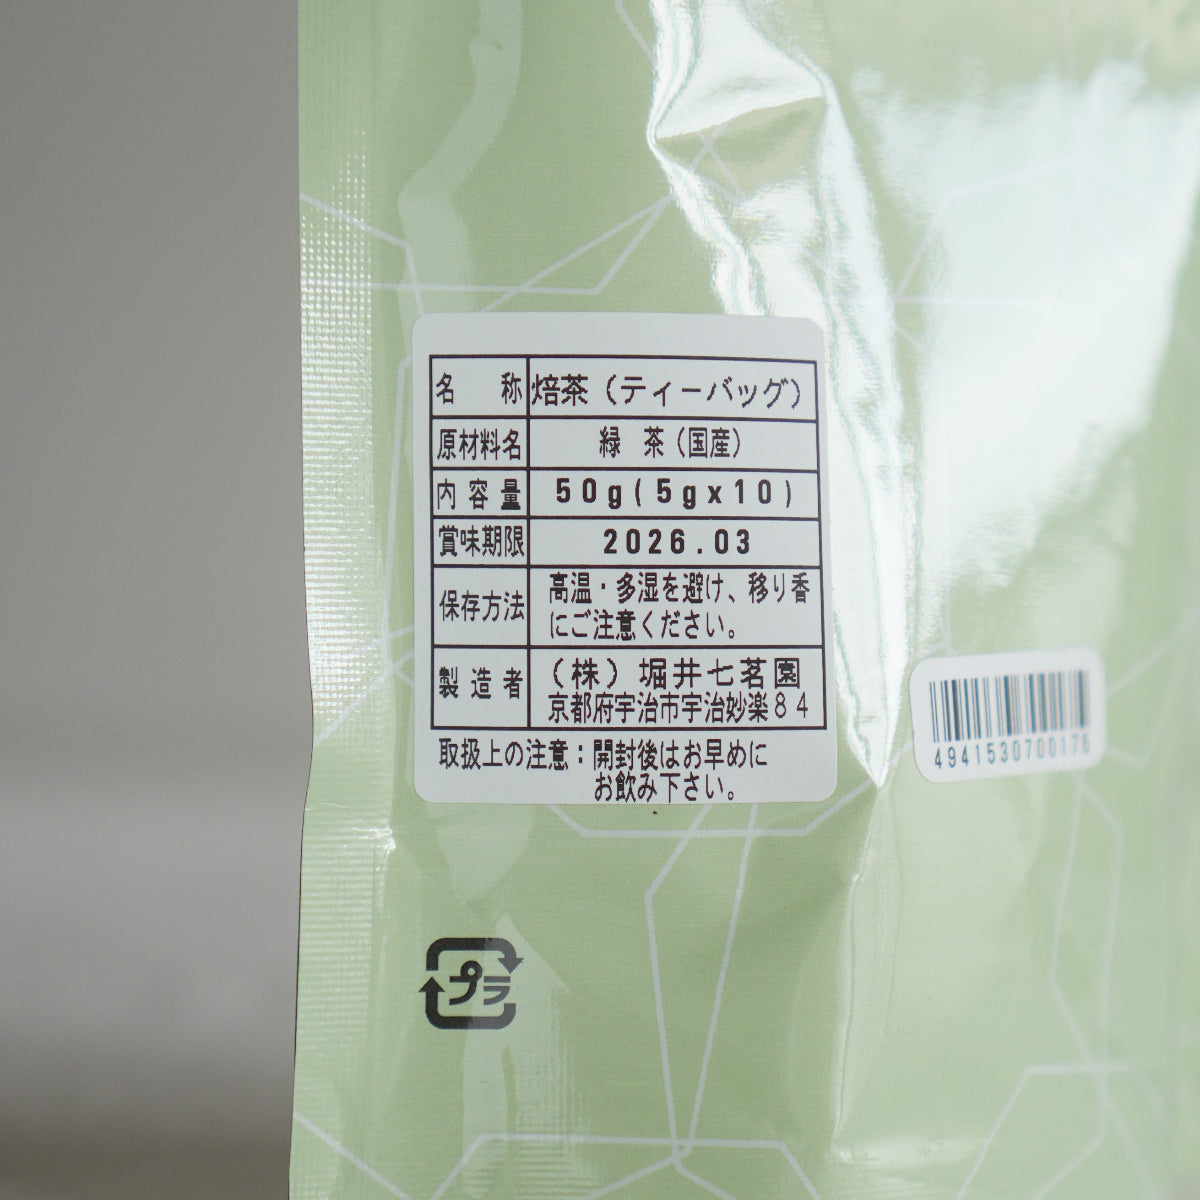 名 称 焙茶(ティーバッグ)
原材料名 緑 茶(国産)
内容量 50g(5gx10)
賞味期限 2026.03
保存方法 高温・多湿を避け、移り香
にご注意ください。
製造者 (株)堀井七茗園
京都府宇治市宇治妙楽84
取扱上の注意:開封後はお早めに
お飲み下さい。
4941530700176
プラ